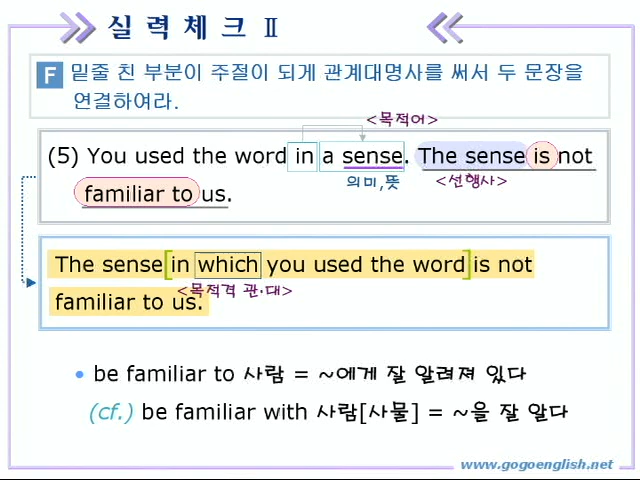 실 력 체 크 Ⅱ
F 밑줄 친 부분이 주절이 되게 관계대명사를 써서 두 문장을
연결하여라.
<목적어>
(5) You used the word in a sense. The sense is not
의미,뜻 <선행사>
familiar to us.
The sense [in which you used the word] is not
<목적격 관·대>
familiar to us.
• be familiar to 사람 = ~에게 잘 알려져 있다
(cf.) be familiar with 사람[사물] = ~을 잘 알다
www.gogoenglish.net